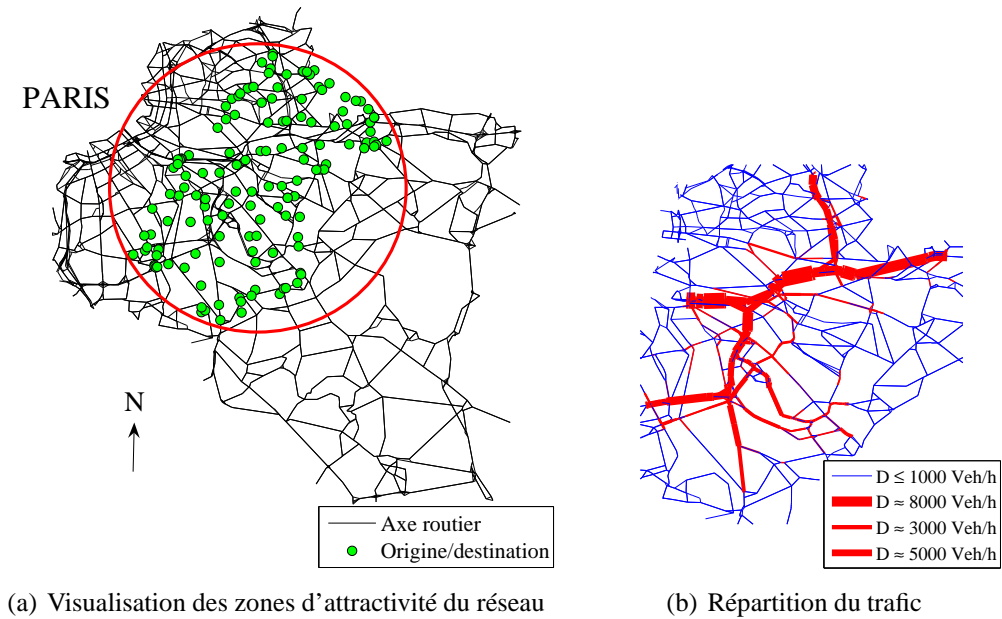 PARIS
N
Axe routier
Origine/destination
D ≤ 1000 Veh/h
D ≈ 8000 Veh/h
D ≈ 3000 Veh/h
D ≈ 5000 Veh/h
(a) Visualisation des zones d'attractivité du réseau
(b) Répartition du trafic